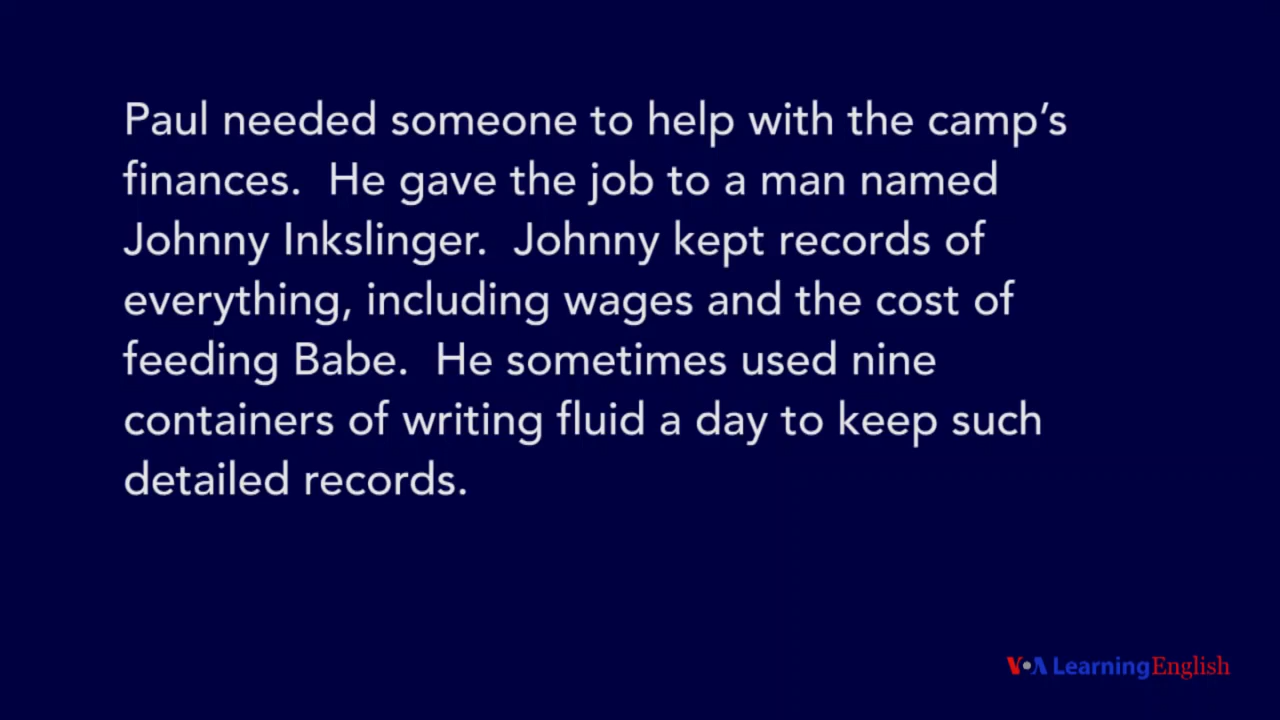 Paul needed someone to help with the camp’s
finances.  He gave the job to a man named
Johnny Inkslinger.  Johnny kept records of
everything, including wages and the cost of
feeding Babe.  He sometimes used nine
containers of writing fluid a day to keep such
detailed records.
VOA Learning English